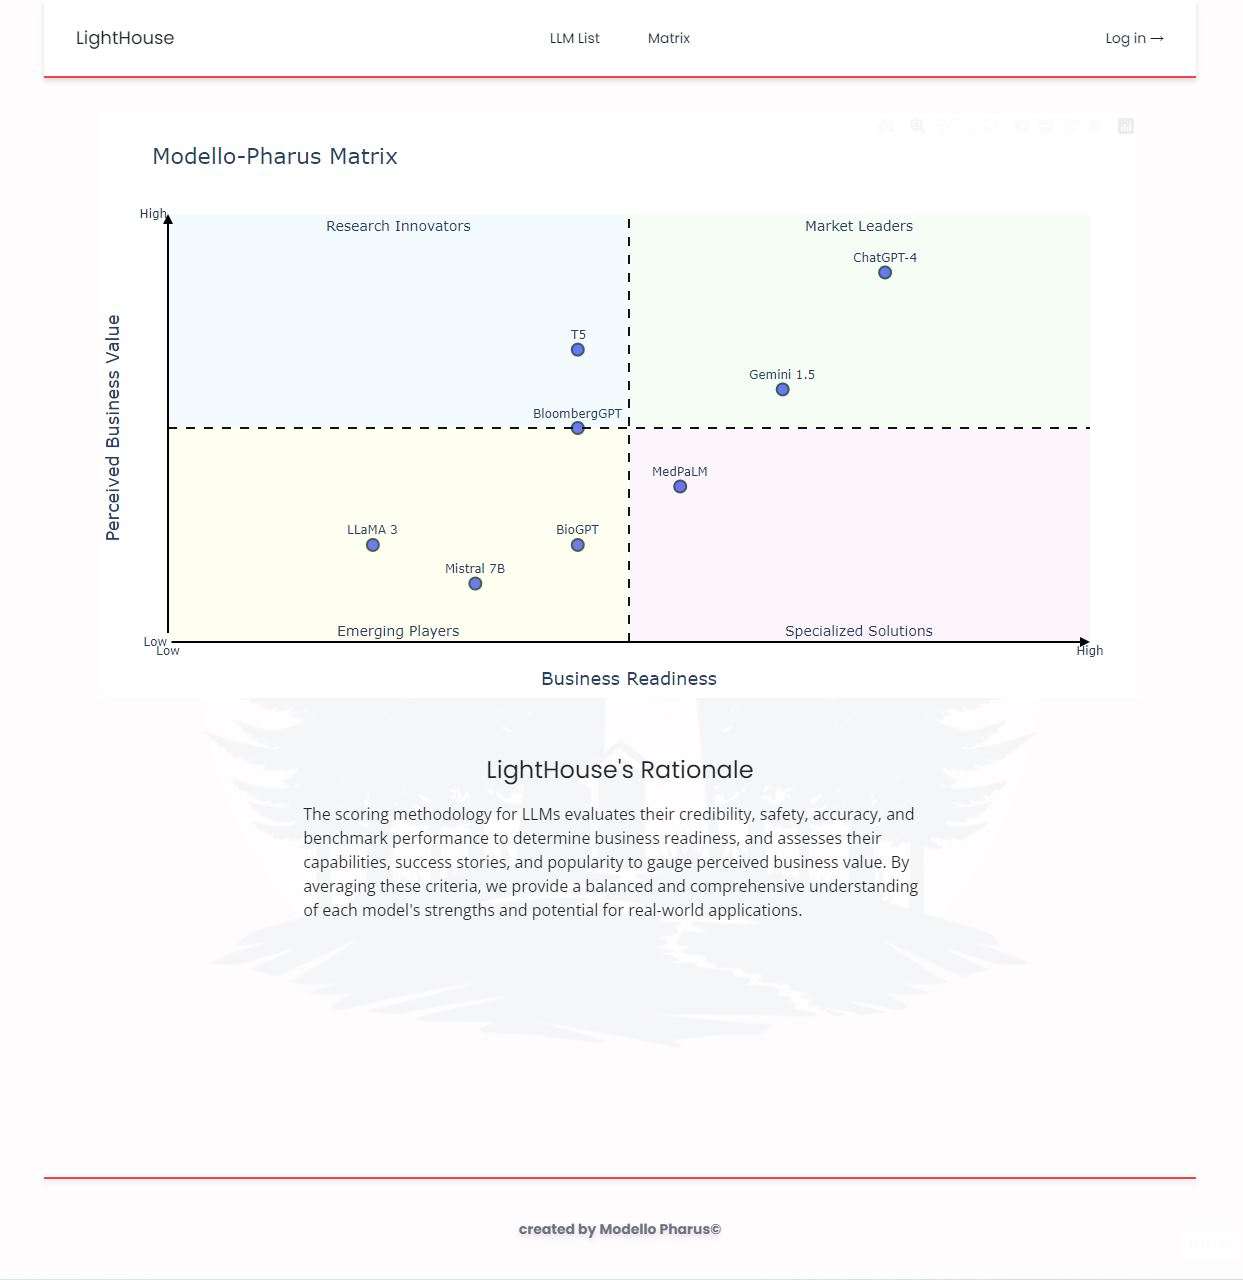 LightHouse
LLM List
Matrix
Log in →
Modello-Pharus Matrix
High
Research Innovators
Market Leaders
ChatGPT-4
T5
Gemini 1.5
BloombergGPT
MedPaLM
LLaMA 3
BioGPT
Mistral 7B
Emerging Players
Specialized Solutions
Perceived Business Value
Low
Low
High
Business Readiness
LightHouse's Rationale
The scoring methodology for LLMs evaluates their credibility, safety, accuracy, and
benchmark performance to determine business readiness, and assesses their
capabilities, success stories, and popularity to gauge perceived business value. By
averaging these criteria, we provide a balanced and comprehensive understanding
of each model's strengths and potential for real-world applications.
created by Modello Pharus©